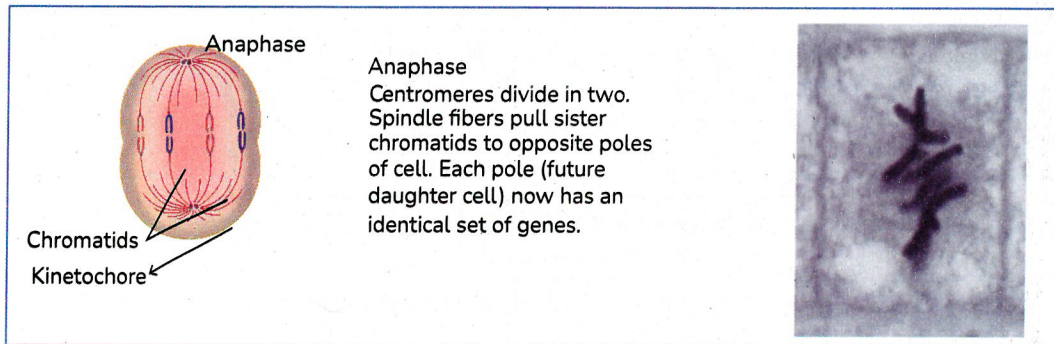 Anaphase
Anaphase
Centromeres divide in two.
Spindle fibers pull sister
chromatids to opposite poles
of cell. Each pole (future
daughter cell) now has an
identical set of genes.
Chromatids
Kinetochore